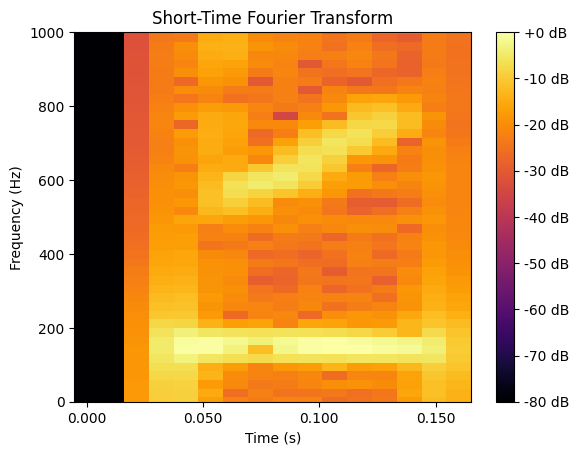 Short-Time Fourier Transform
1000
800
600
400
200
0
Frequency (Hz)
0.000
0.050
0.100
0.150
Time (s)
+0 dB
-10 dB
-20 dB
-30 dB
-40 dB
-50 dB
-60 dB
-70 dB
-80 dB